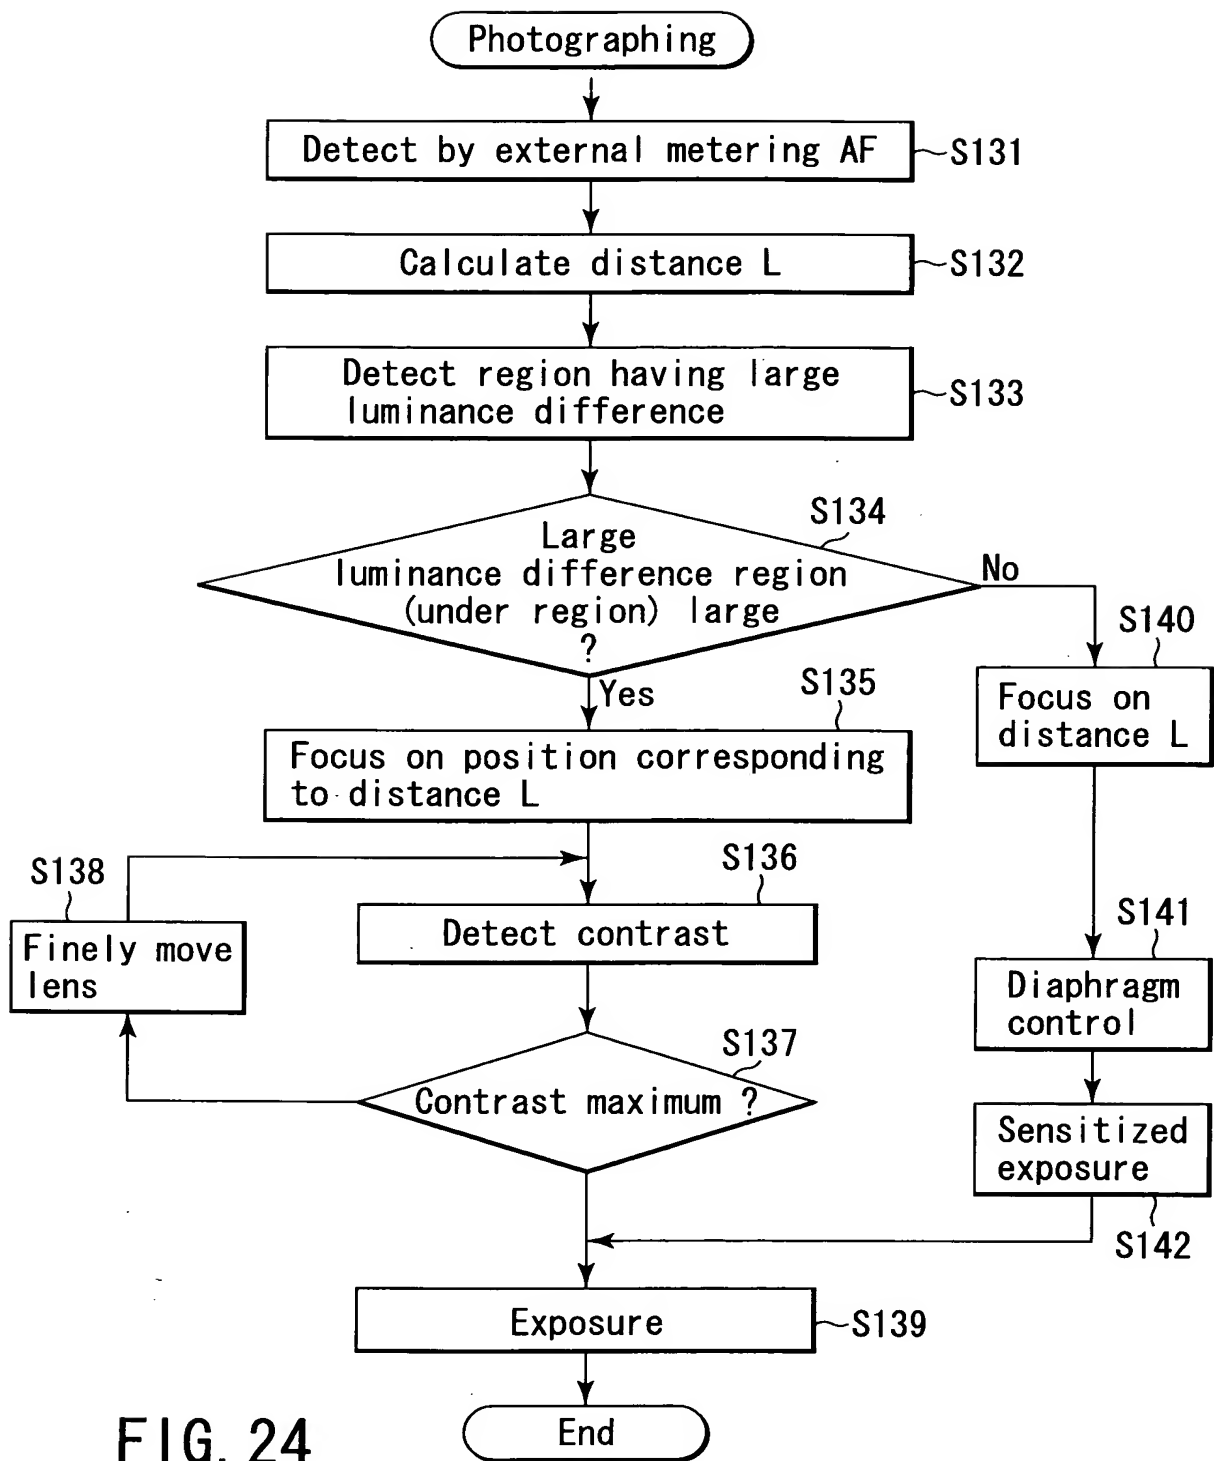 Photographing
Detect by external metering AF
S131
Calculate distance L
S132
Detect region having large
luminance difference
S133
S134
Large
luminance difference region
(under region) large
?
No
Yes
S140
Focus on
distance L
S135
Focus on position corresponding
to distance L
S138
Finely move
lens
S136
Detect contrast
S141
Diaphragm
control
S137
Contrast maximum ?
Sensitized
exposure
S142
Exposure
S139
End
FIG. 24